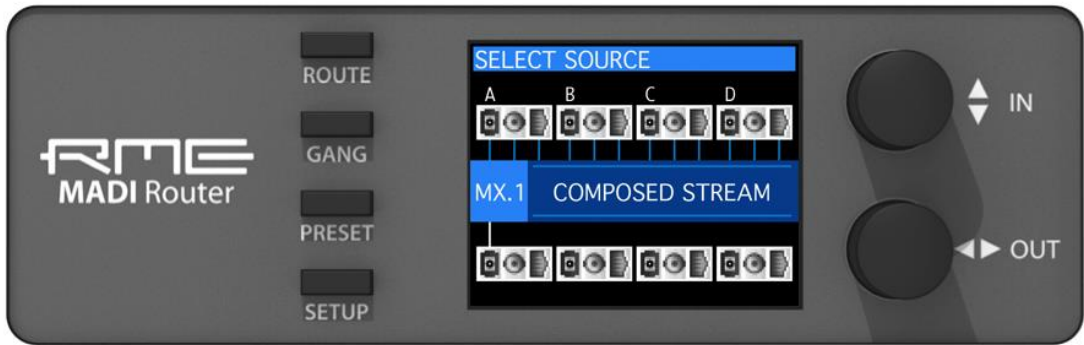 RME
MADI Router
ROUTE
GANG
PRESET
SETUP
SELECT SOURCE
A B C D
MX.1 COMPOSED STREAM
IN
OUT